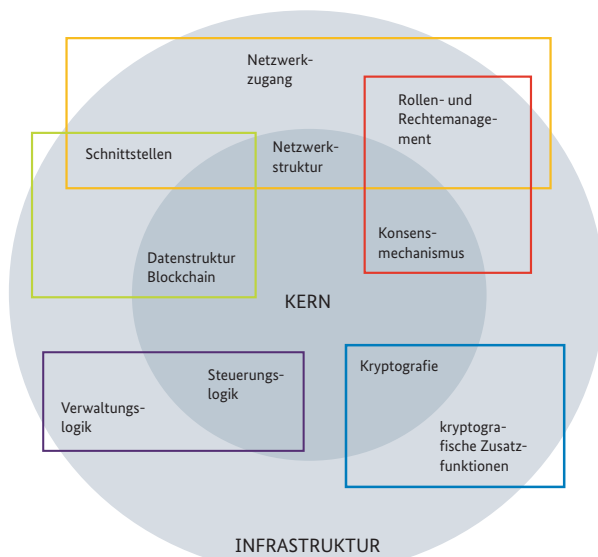 Netzwerk-
zugang
Rollen- und
Rechtemanage-
ment
Schnittstellen
Netzwerk-
struktur
Konsens-
mechanismus
Datenstruktur
Blockchain
KERN
Steuerungs-
logik
Kryptografie
Verwaltungs-
logik
kryptogra-
fische Zusatz-
funktionen
INFRASTRUKTUR